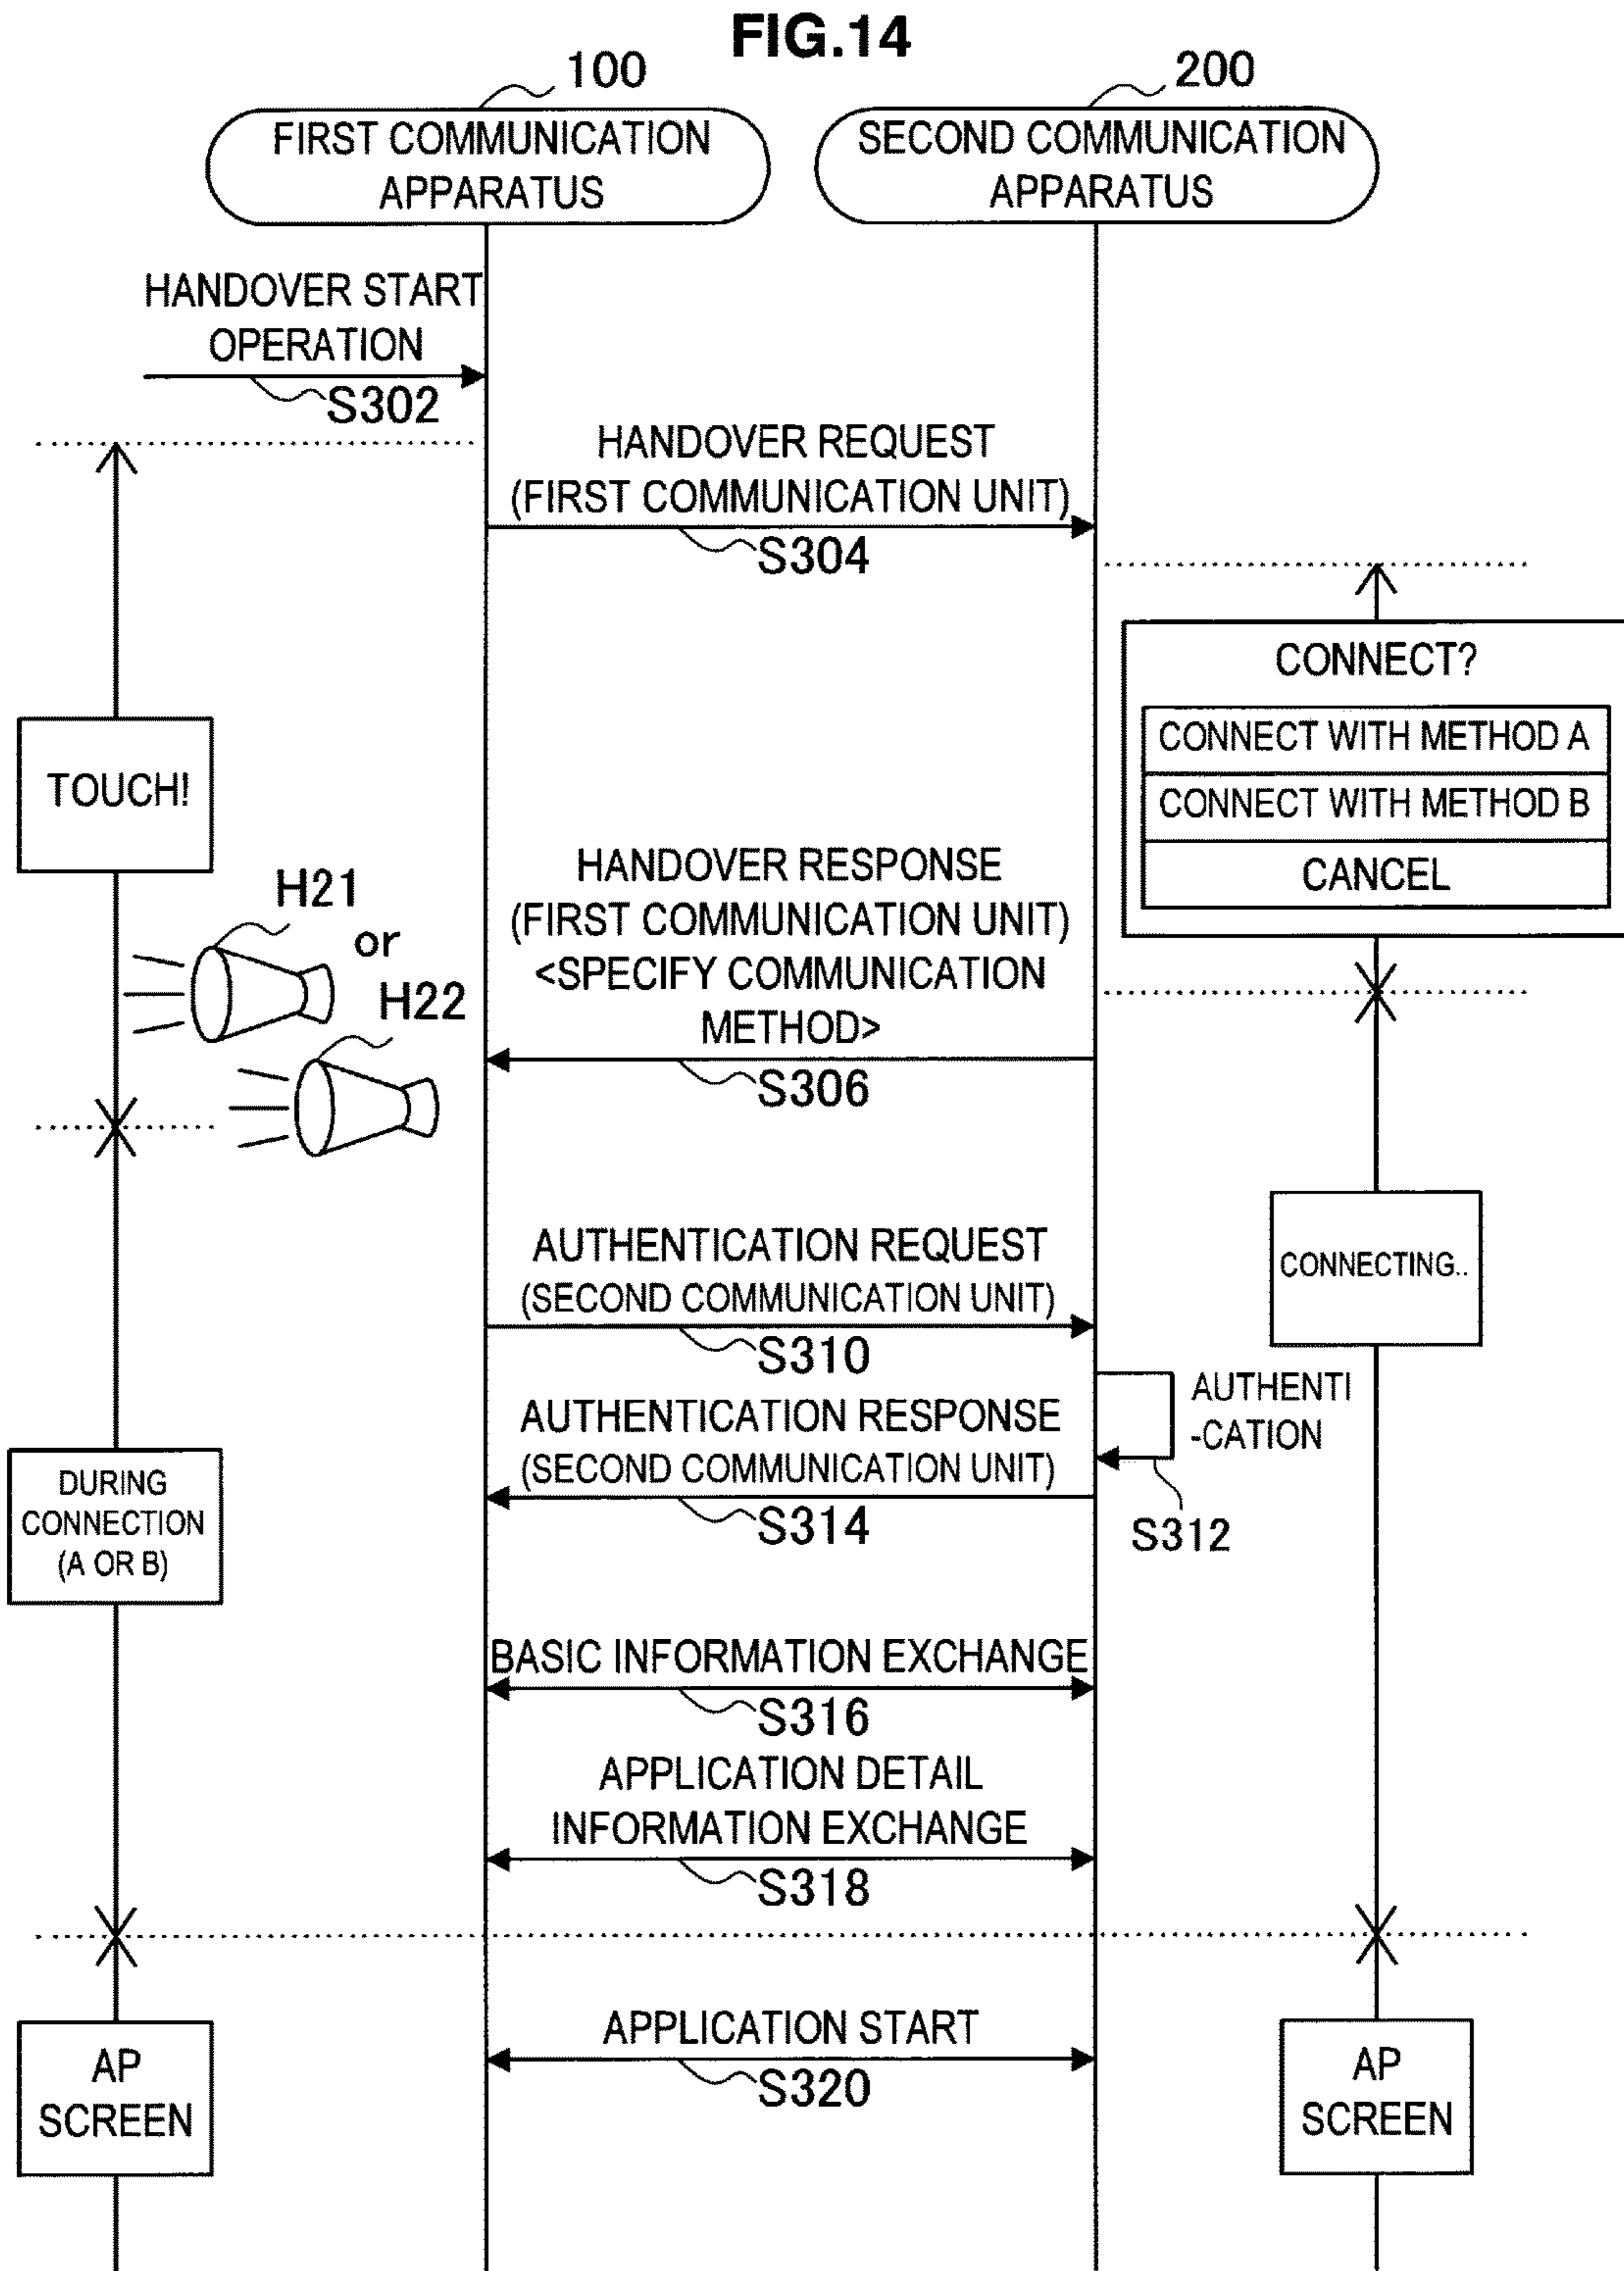 FIG.14
100
200
FIRST COMMUNICATION
APPARATUS
SECOND COMMUNICATION
APPARATUS
HANDOVER START
OPERATION
S302
HANDOVER REQUEST
(FIRST COMMUNICATION UNIT)
S304
CONNECT?
CONNECT WITH METHOD A
CONNECT WITH METHOD B
CANCEL
TOUCH!
H21
or
H22
HANDOVER RESPONSE
(FIRST COMMUNICATION UNIT)
<SPECIFY COMMUNICATION
METHOD>
S306
AUTHENTICATION REQUEST
(SECOND COMMUNICATION UNIT)
S310
CONNECTING..
AUTHENTI
-CATION
S312
AUTHENTICATION RESPONSE
(SECOND COMMUNICATION UNIT)
S314
DURING
CONNECTION
(A OR B)
BASIC INFORMATION EXCHANGE
S316
APPLICATION DETAIL
INFORMATION EXCHANGE
S318
APPLICATION START
S320
AP
SCREEN
AP
SCREEN